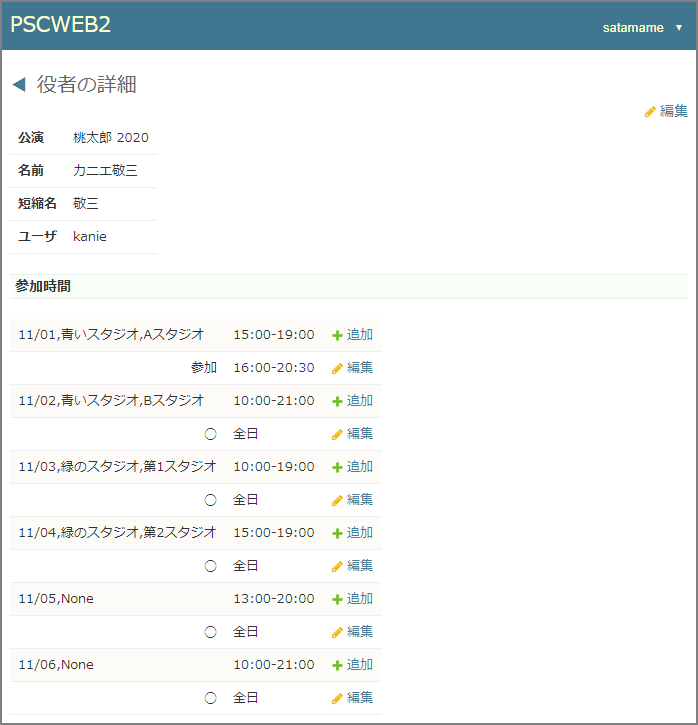 PSCWEB2
satamame ▼
◀ 役者の詳細
編集
公演 桃太郎 2020
名前 カニエ敬三
短縮名 敬三
ユーザ kanie
参加時間
11/01,青いスタジオ,Aスタジオ 15:00-19:00 追加
参加 16:00-20:30 編集
11/02,青いスタジオ,Bスタジオ 10:00-21:00 追加
◯ 全日 編集
11/03,緑のスタジオ,第1スタジオ 10:00-19:00 追加
◯ 全日 編集
11/04,緑のスタジオ,第2スタジオ 15:00-19:00 追加
◯ 全日 編集
11/05,None 13:00-20:00 追加
◯ 全日 編集
11/06,None 10:00-21:00 追加
◯ 全日 編集